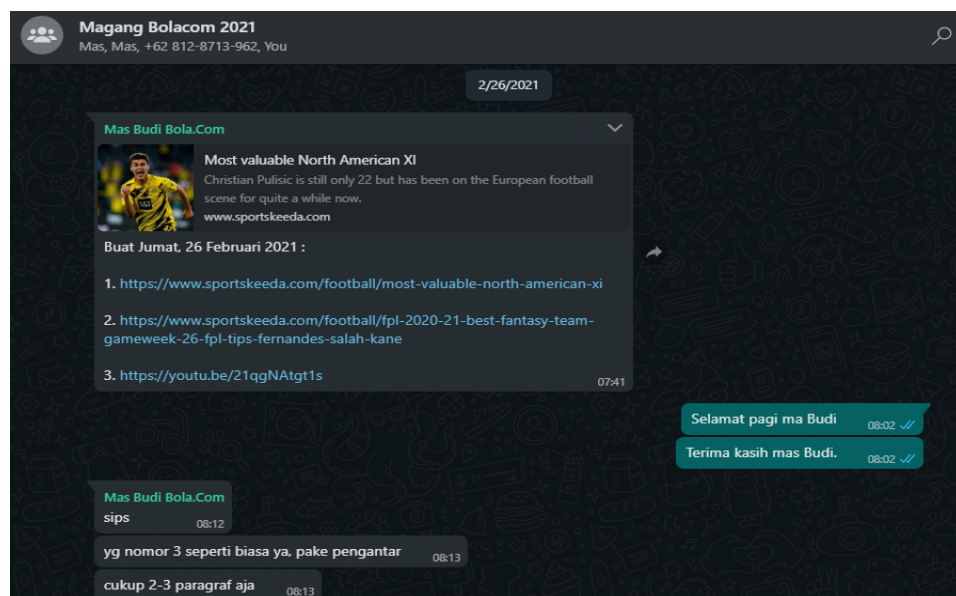 Magang Bolacom 2021
Mas, Mas, +62 812-8713-962, You
2/26/2021
Mas Budi Bola.Com
Most valuable North American XI
Christian Pulisic is still only 22 but has been on the European football
scene for quite a while now.
www.sportskeeda.com
Buat Jumat, 26 Februari 2021 :
1. https://www.sportskeeda.com/football/most-valuable-north-american-xi
2. https://www.sportskeeda.com/football/fpl-2020-21-best-fantasy-team-
gameweek-26-fpl-tips-fernandes-salah-kane
3. https://youtu.be/21qgNAtgt1s
07:41
Selamat pagi ma Budi 08:02
Terima kasih mas Budi. 08:02
Mas Budi Bola.Com
sips 08:12
yg nomor 3 seperti biasa ya, pake pengantar 08:13
cukup 2-3 paragraf aja 08:13